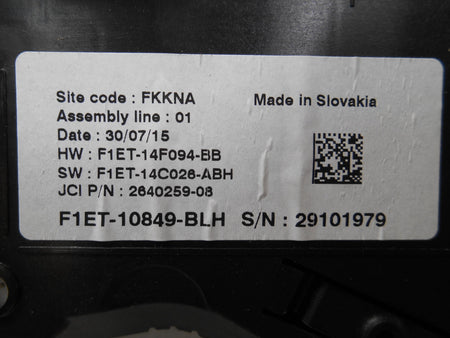 Site code : FKKNA Made in Slovakia
Assembly line : 01
Date : 30/07/15
HW : F1ET-14F094-BB
SW : F1ET-14C026-ABH
JCI P/N : 2640259-08
F1ET-10849-BLH S/N : 29101979